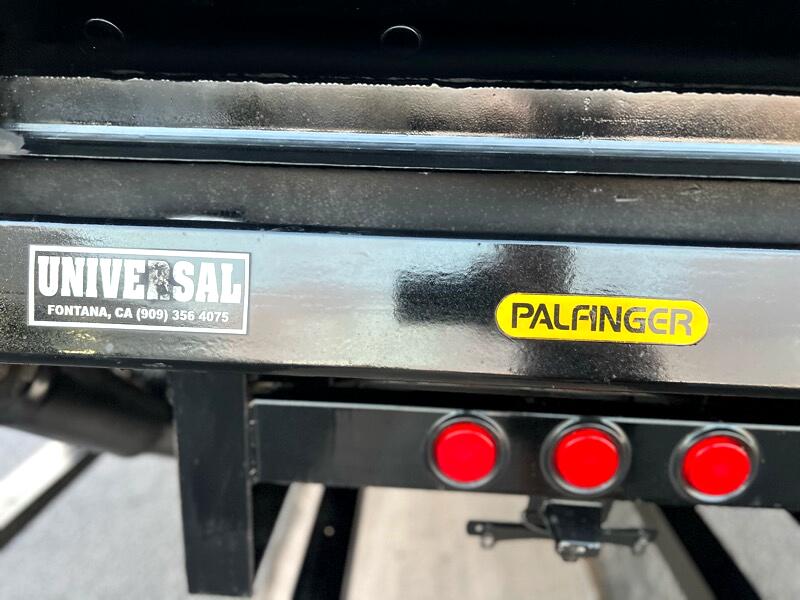 UNIVERSAL
FONTANA, CA (909) 356 4075
PALFINGER